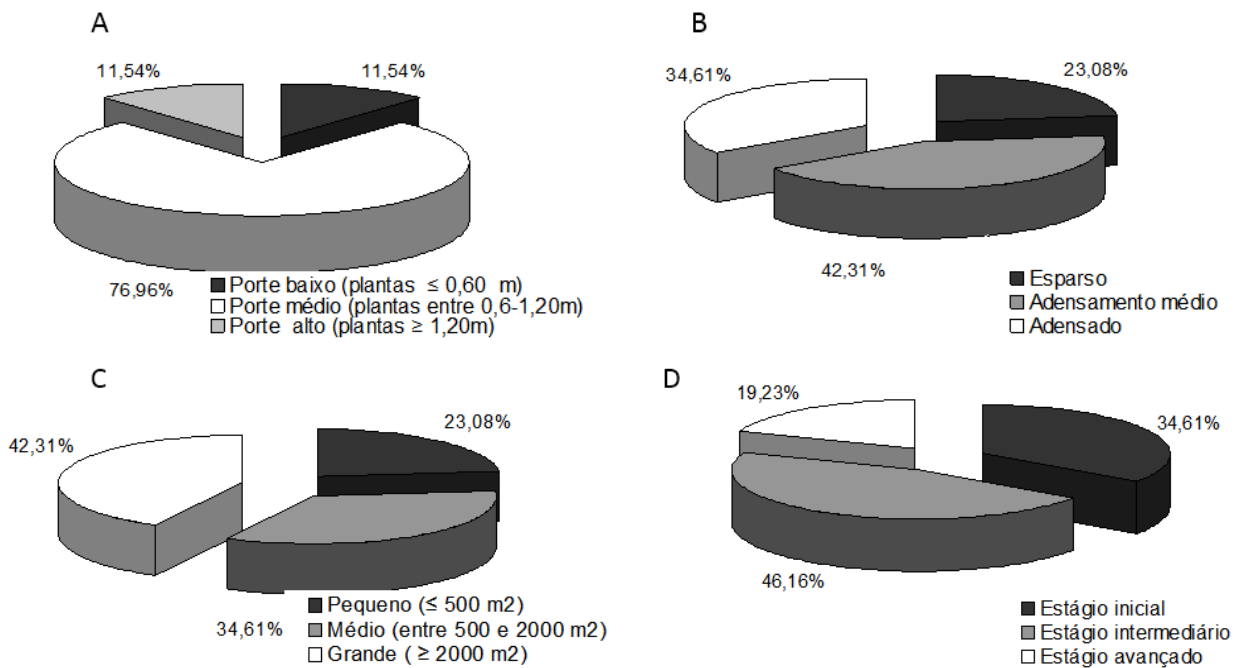 A
11,54%
11,54%
76,96%
Porte baixo (plantas ≤ 0,60 m)
Porte médio (plantas entre 0,6-1,20m)
Porte alto (plantas ≥ 1,20m)
B
34,61%
23,08%
42,31%
Esparso
Adensamento médio
Adensado
C
42,31%
23,08%
34,61%
Pequeno (≤ 500 m2)
Médio (entre 500 e 2000 m2)
Grande ( ≥ 2000 m2)
D
19,23%
34,61%
46,16%
Estágio inicial
Estágio intermediário
Estágio avançado